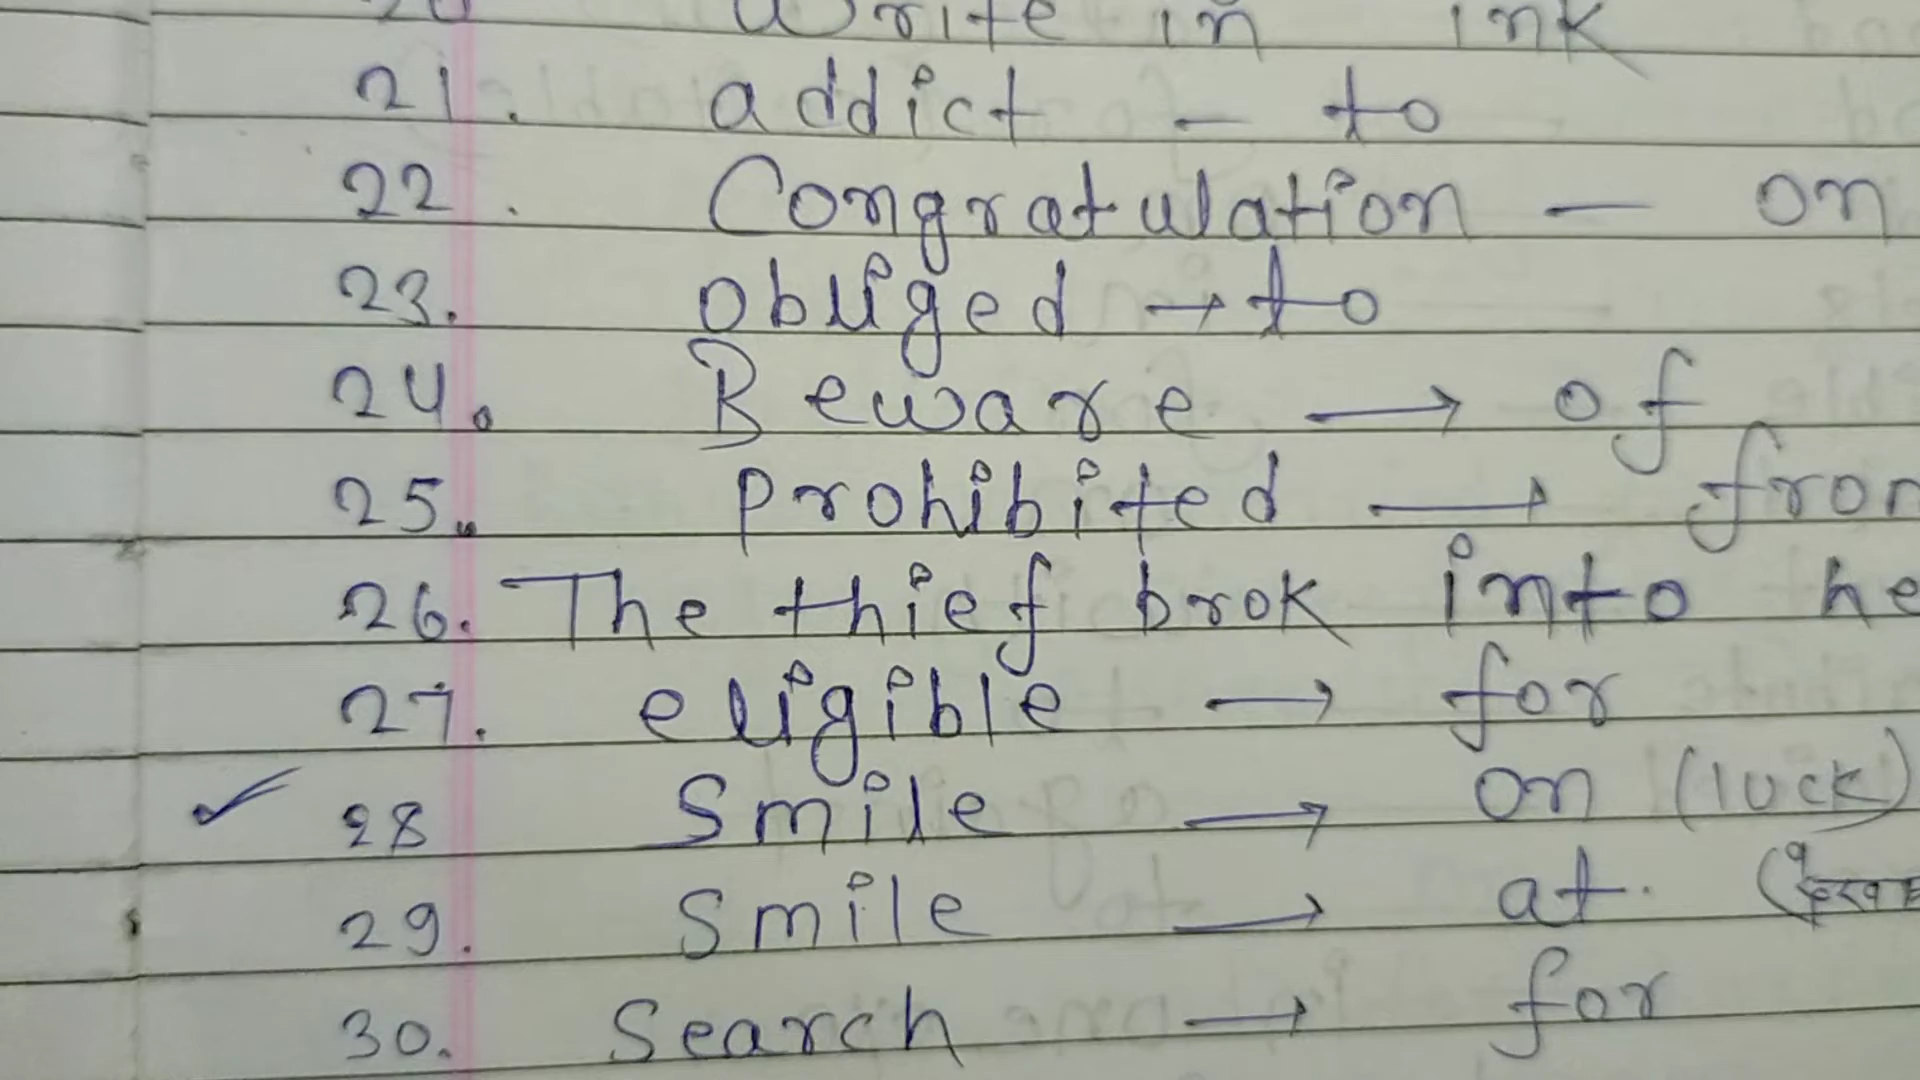 20 Write in ink
21. addict - to
22. Congratulation - on
23. obliged → to
24. Beware → of
25. Prohibited → from
26. The thief brok into he
27. eligible → for
✓ 28 Smile → on (luck)
29. Smile → at.
30. Search → for